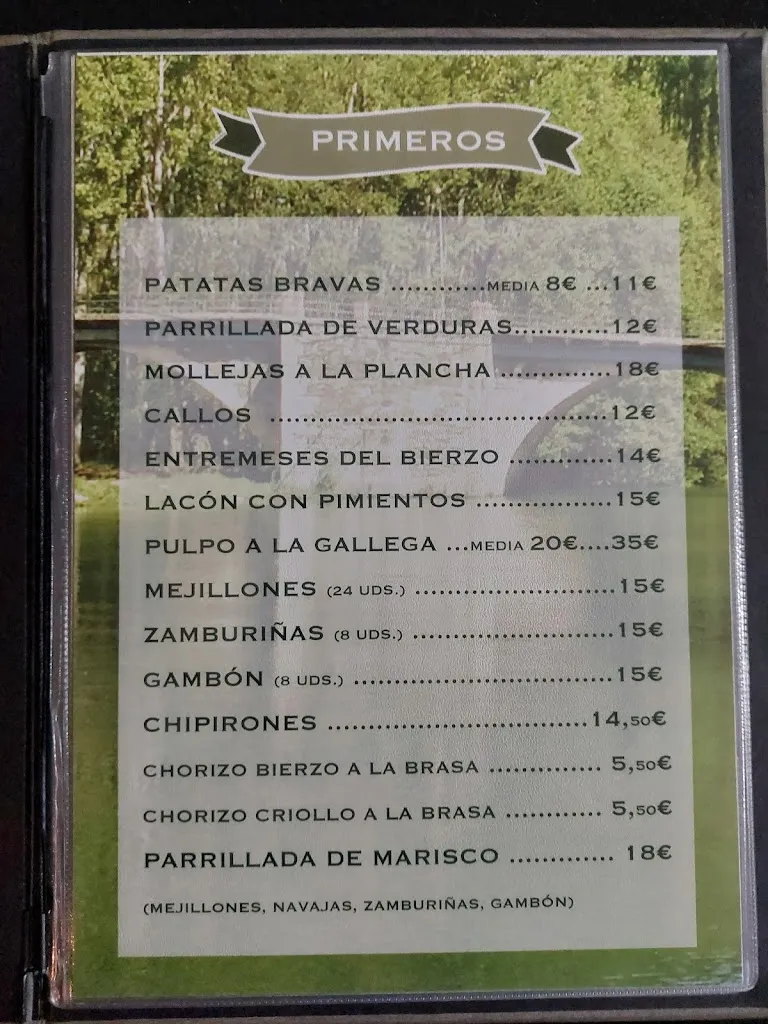 PRIMEROS
PATATAS BRAVAS ............MEDIA 8€ ...11€
PARRILLADA DE VERDURAS............12€
MOLLEJAS A LA PLANCHA ..............18€
CALLOS ..........................................12€
ENTREMESES DEL BIERZO .............14€
LACÓN CON PIMIENTOS .................15€
PULPO A LA GALLEGA ...MEDIA 20€....35€
MEJILLONES (24 UDS.) .........................15€
ZAMBURIÑAS (8 UDS.) .........................15€
GAMBÓN (8 UDS.) ................................15€
CHIPIRONES ................................14,50€
CHORIZO BIERZO A LA BRASA .............. 5,50€
CHORIZO CRIOLLO A LA BRASA ............ 5,50€
PARRILLADA DE MARISCO ............. 18€
(MEJILLONES, NAVAJAS, ZAMBURIÑAS, GAMBÓN)